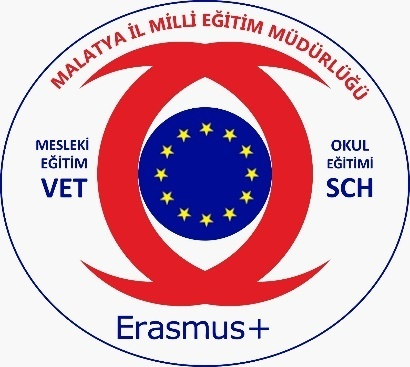 MALATYA İL MİLLİ EĞİTİM MÜDÜRLÜĞÜ
MESLEKİ
EĞİTİM
VET
OKUL
EĞİTİMİ
SCH
Erasmus+